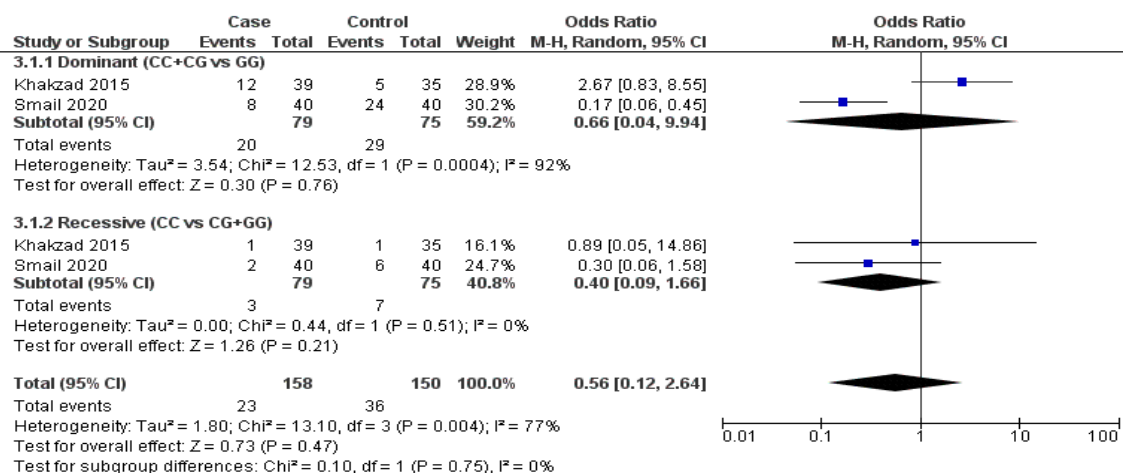 Case Control Odds Ratio Odds Ratio
Study or Subgroup Events Total Events Total Weight M-H, Random, 95% CI M-H, Random, 95% CI
3.1.1 Dominant (CC+CG vs GG)
Khakzad 2015 12 39 5 35 28.9% 2.67 [0.83, 8.55]
Smail 2020 8 40 24 40 30.2% 0.17 [0.06, 0.45]
Subtotal (95% CI) 79 75 59.2% 0.66 [0.04, 9.94]
Total events 20 29
Heterogeneity: Tau² = 3.54; Chi² = 12.53, df = 1 (P = 0.0004); I² = 92%
Test for overall effect: Z = 0.30 (P = 0.76)
3.1.2 Recessive (CC vs CG+GG)
Khakzad 2015 1 39 1 35 16.1% 0.89 [0.05, 14.86]
Smail 2020 2 40 6 40 24.7% 0.30 [0.06, 1.58]
Subtotal (95% CI) 79 75 40.8% 0.40 [0.09, 1.66]
Total events 3 7
Heterogeneity: Tau² = 0.00; Chi² = 0.44, df = 1 (P = 0.51); I² = 0%
Test for overall effect: Z = 1.26 (P = 0.21)
Total (95% CI) 158 150 100.0% 0.56 [0.12, 2.64]
Total events 23 36
Heterogeneity: Tau² = 1.80; Chi² = 13.10, df = 3 (P = 0.004); I² = 77%
Test for overall effect: Z = 0.73 (P = 0.47)
Test for subgroup differences: Chi² = 0.10, df = 1 (P = 0.75), I² = 0%
0.01 0.1 1 10 100